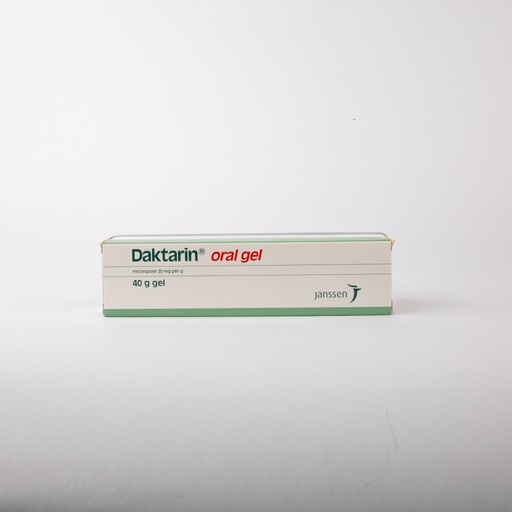 Daktarin® oral gel
miconazole 20 mg per g
40 g gel
janssen